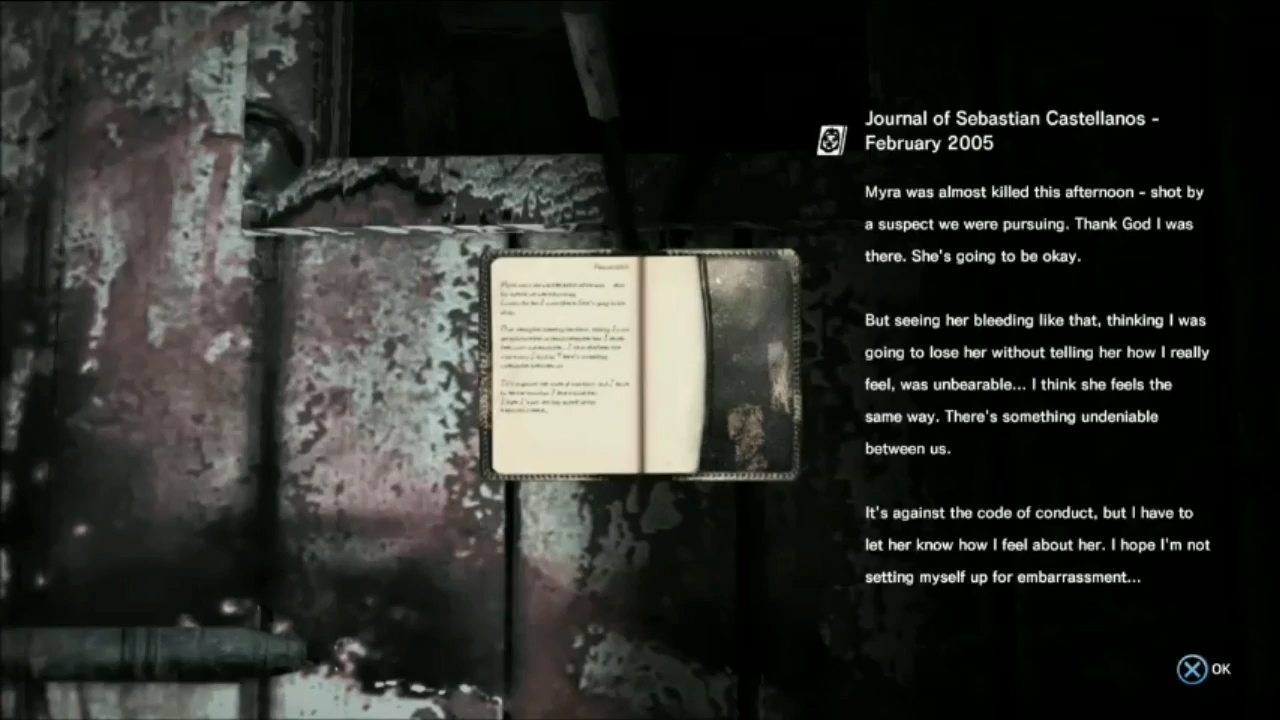 Journal of Sebastian Castellanos -
February 2005
Myra was almost killed this afternoon - shot by
a suspect we were pursuing. Thank God I was
there. She's going to be okay.
But seeing her bleeding like that, thinking I was
going to lose her without telling her how I really
feel, was unbearable... I think she feels the
same way. There's something undeniable
between us.
It's against the code of conduct, but I have to
let her know how I feel about her. I hope I'm not
setting myself up for embarrassment...
OK